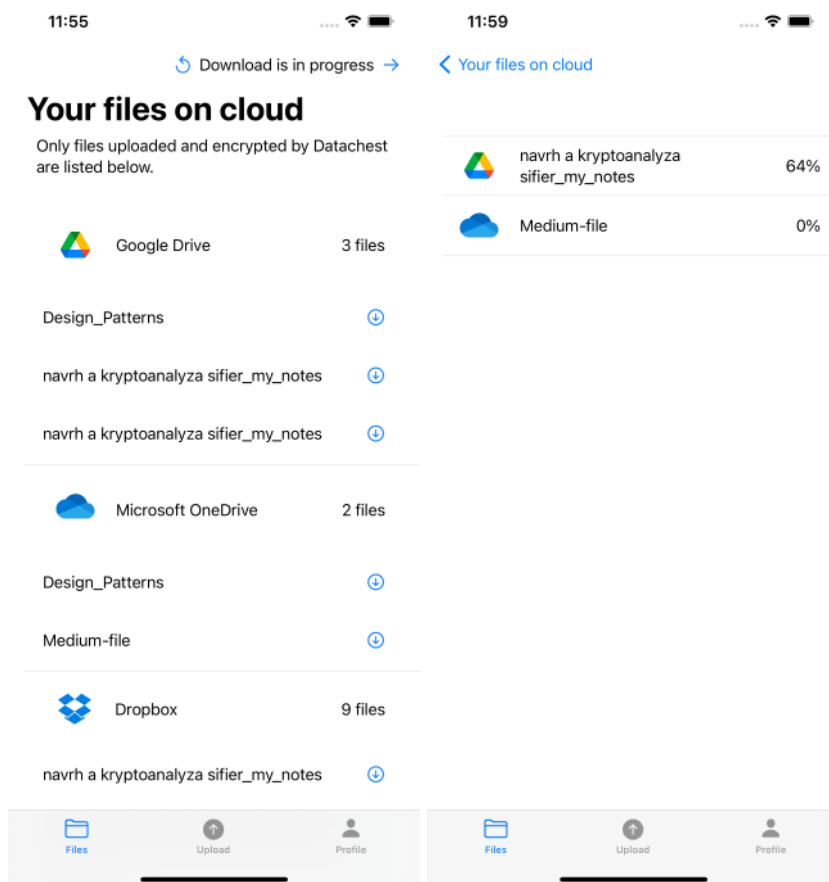 11:55
Download is in progress
Your files on cloud
Only files uploaded and encrypted by Datachest
are listed below.
Google Drive 3 files
Design_Patterns
navrh a kryptoanalyza sifier_my_notes
navrh a kryptoanalyza sifier_my_notes
Microsoft OneDrive 2 files
Design_Patterns
Medium-file
Dropbox 9 files
navrh a kryptoanalyza sifier_my_notes
Files Upload Profile
11:59
Your files on cloud
navrh a kryptoanalyza
sifier_my_notes 64%
Medium-file 0%
Files Upload Profile